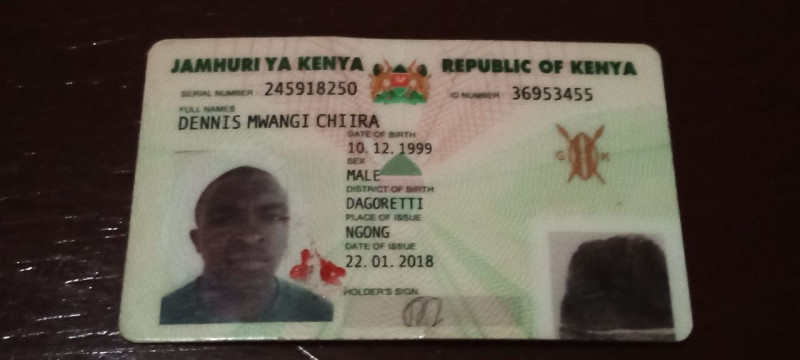 JAMHURI YA KENYA REPUBLIC OF KENYA
SERIAL NUMBER 245918250 ID NUMBER 36953455
FULL NAMES
DENNIS MWANGI CHIIRA
DATE OF BIRTH
10.12.1999
SEX
MALE
G K
DISTRICT OF BIRTH
DAGORETTI
PLACE OF ISSUE
NGONG
DATE OF ISSUE
22.01.2018
HOLDER'S SIGN